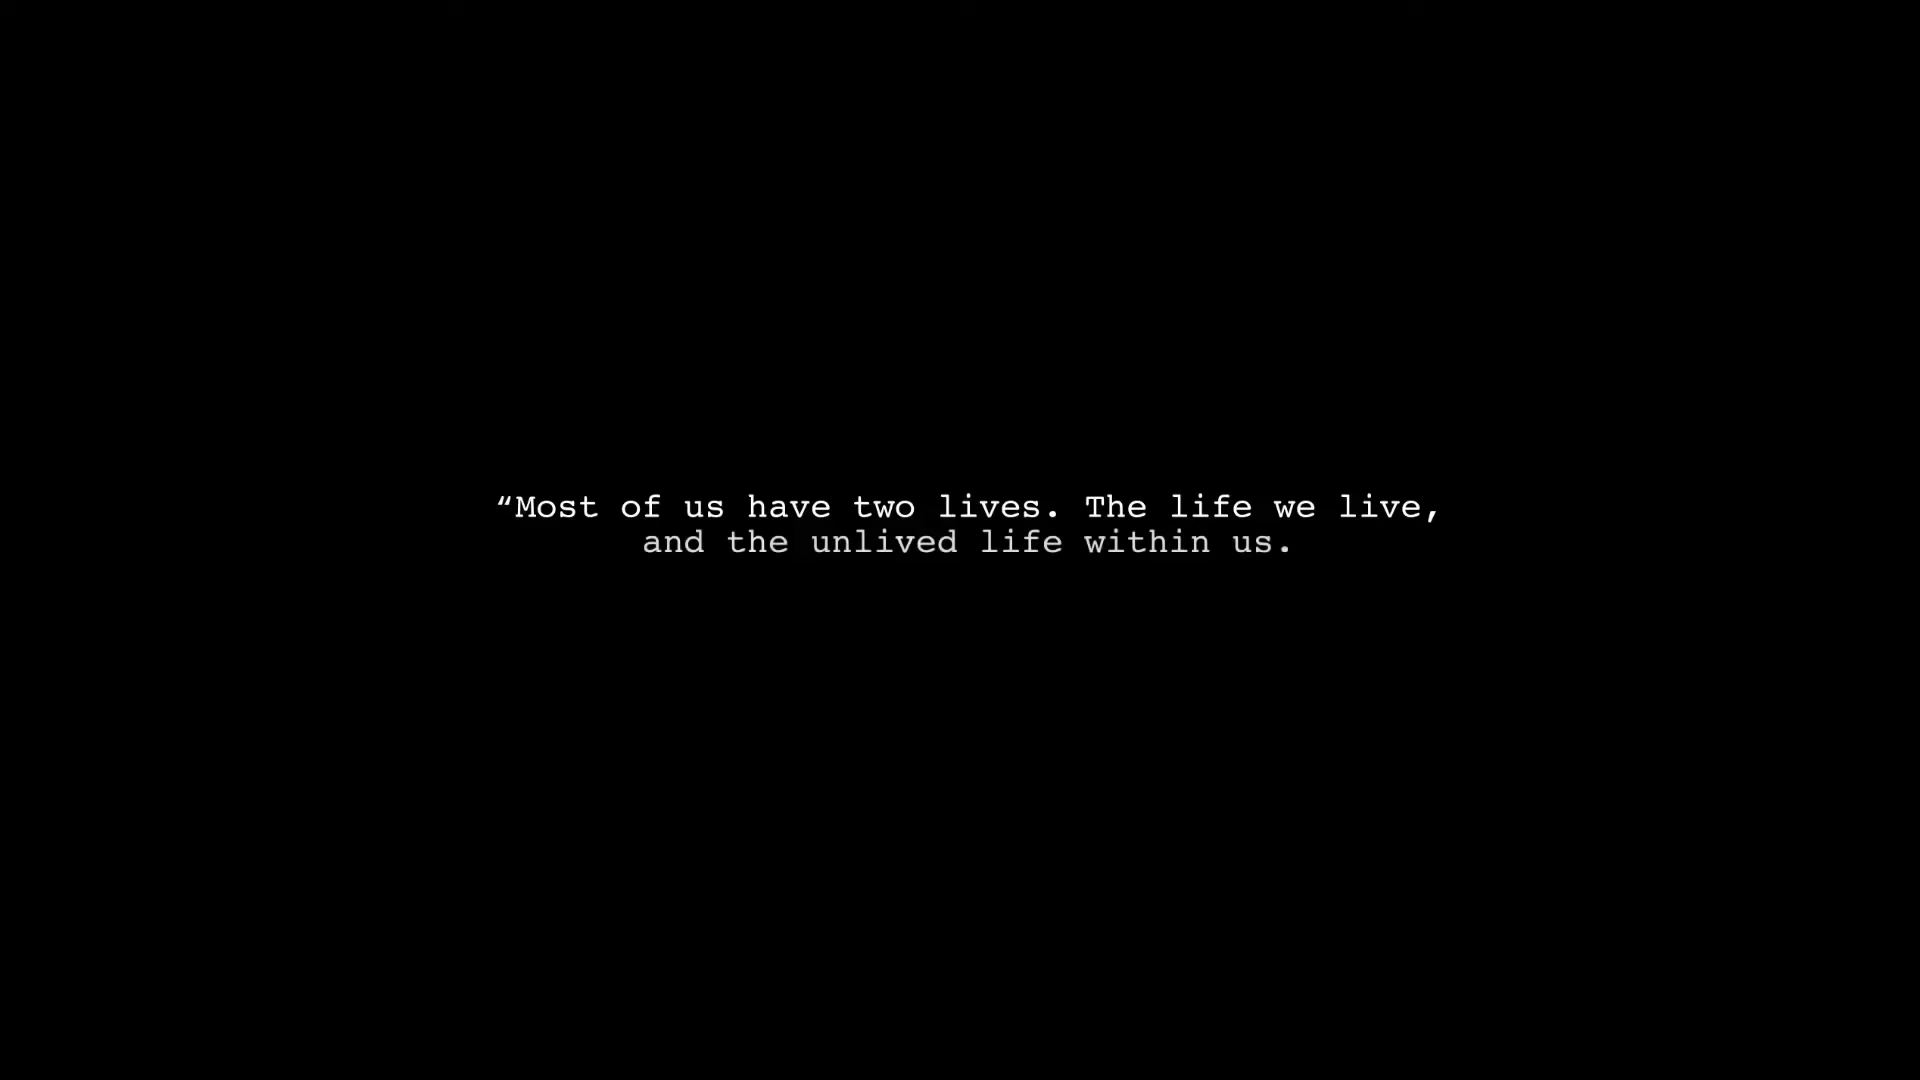 “Most of us have two lives. The life we live,
and the unlived life within us.